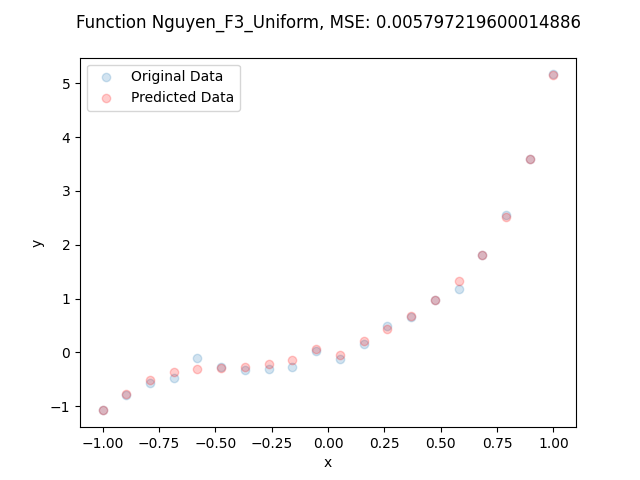 Function Nguyen_F3_Uniform, MSE: 0.005797219600014886
Original Data
Predicted Data
5
4
3
2
1
0
−1
y
−1.00 −0.75 −0.50 −0.25 0.00 0.25 0.50 0.75 1.00
x